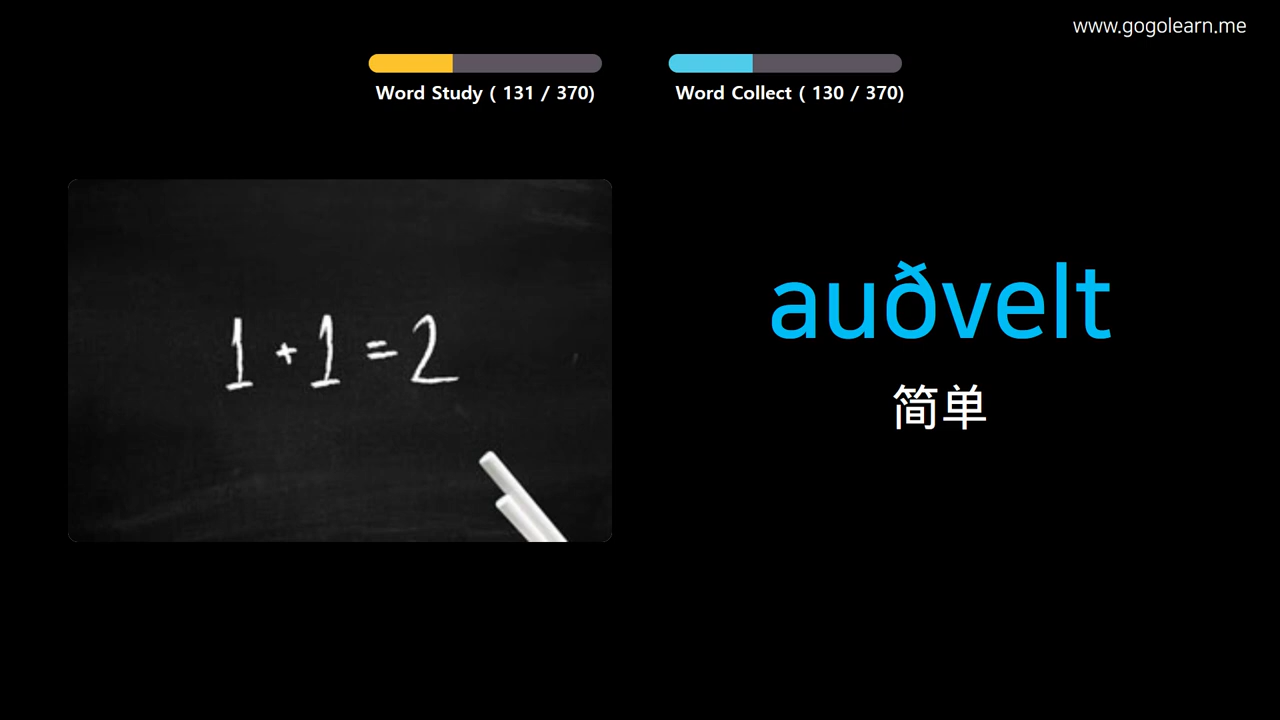 www.gogolearn.me
Word Study ( 131 / 370)
Word Collect ( 130 / 370)
1 + 1 = 2
auðvelt
简单